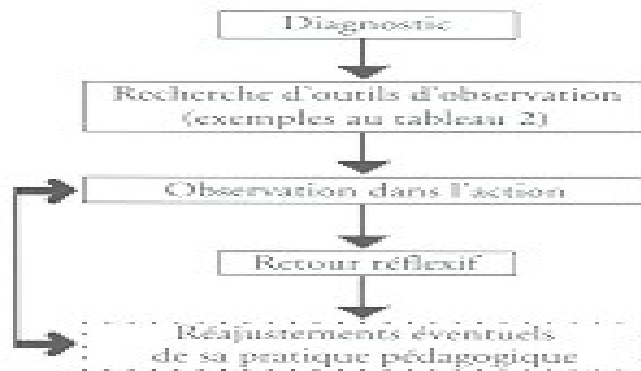 Diagnostic
Recherche d'outils d'observation
(exemples au tableau 2)
Observation dans l'action
Retour réflexif
Réajustements éventuels
de sa pratique pédagogique